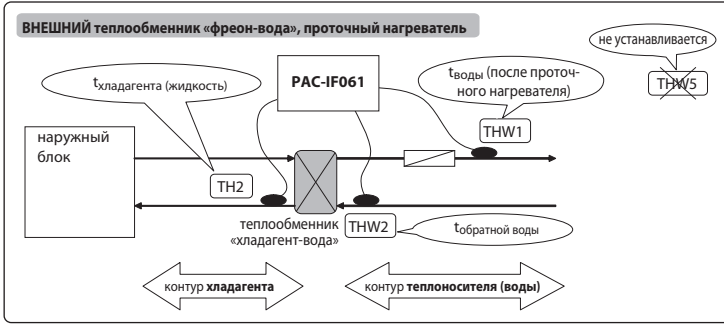 ВНЕШНИЙ теплообменник «фреон-вода», проточный нагреватель
не устанавливается
THW5
tхладагента (жидкость)
PAC-IF061
tводы (после проточ-
ного нагревателя)
THW1
наружный
блок
TH2
теплообменник
«хладагент-вода»
THW2
tобратной воды
контур хладагента
контур теплоносителя (воды)